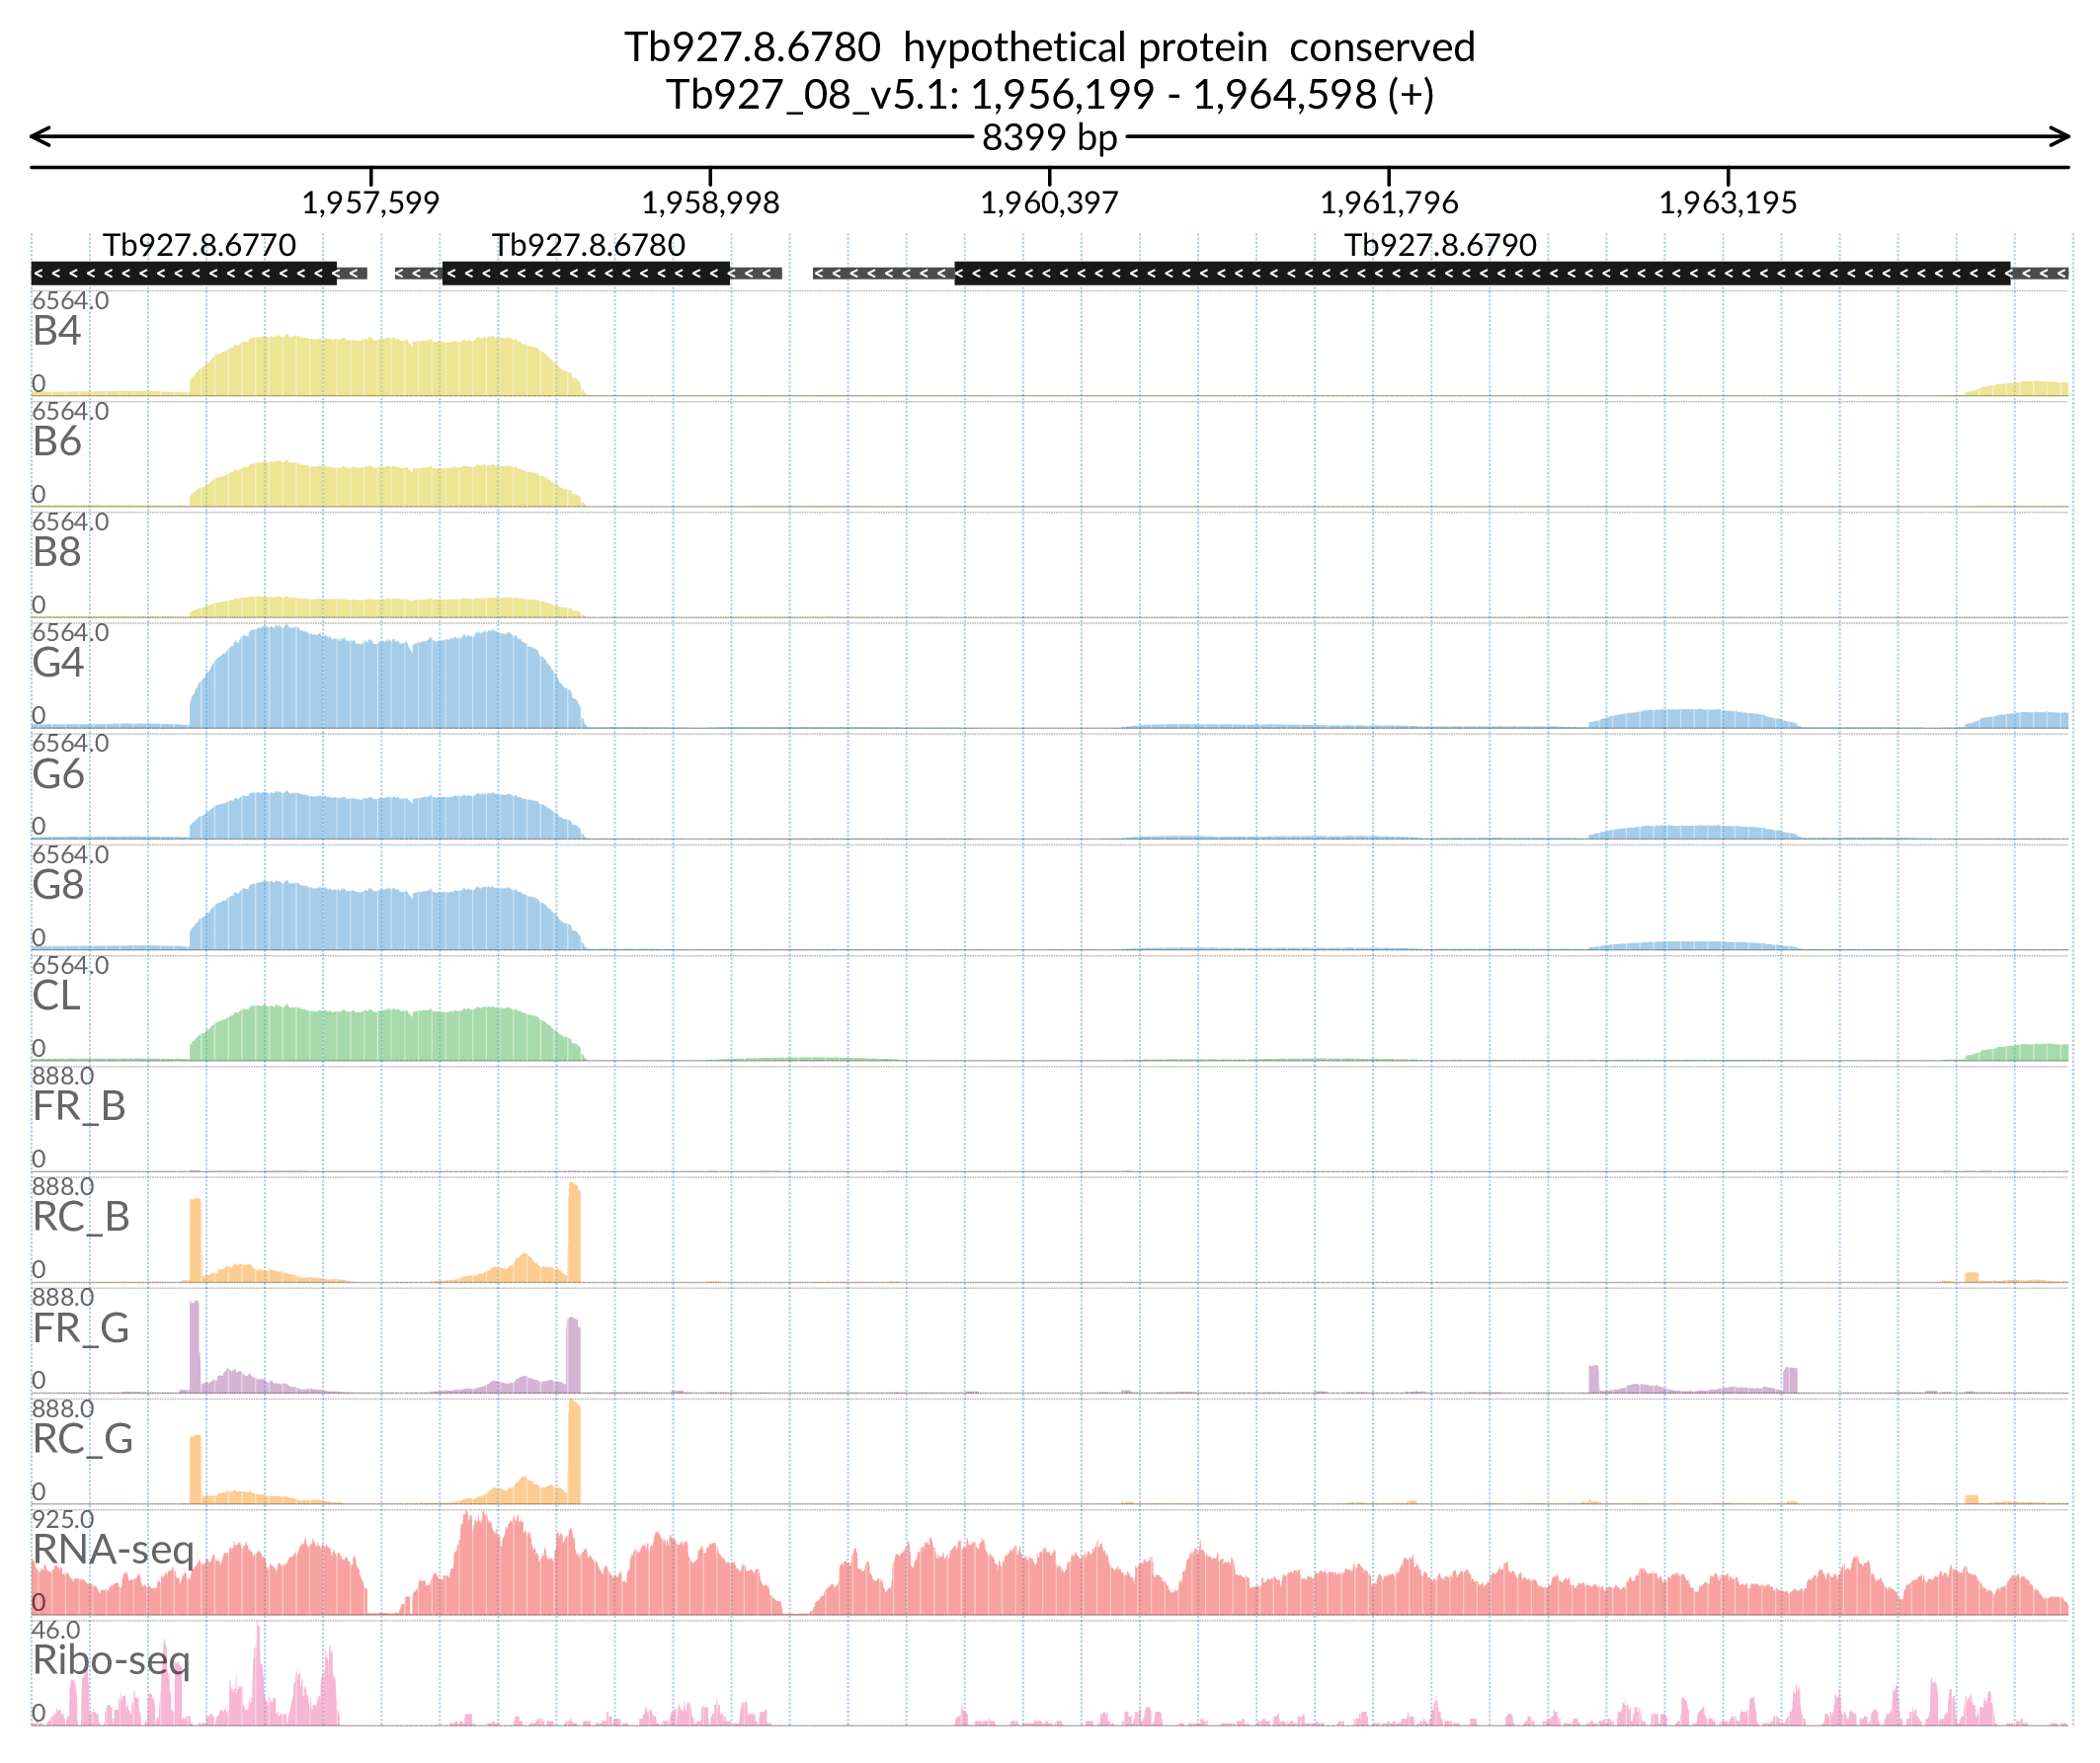 Tb927.8.6780  hypothetical protein  conserved
Tb927_08_v5.1: 1,956,199 - 1,964,598 (+)
8399 bp
1,957,599 1,958,998 1,960,397 1,961,796 1,963,195
Tb927.8.6770 Tb927.8.6780 Tb927.8.6790
6564.0
B4
0
6564.0
B6
0
6564.0
B8
0
6564.0
G4
0
6564.0
G6
0
6564.0
G8
0
6564.0
CL
0
888.0
FR_B
0
888.0
RC_B
0
888.0
FR_G
0
888.0
RC_G
0
925.0
RNA-seq
0
46.0
Ribo-seq
0